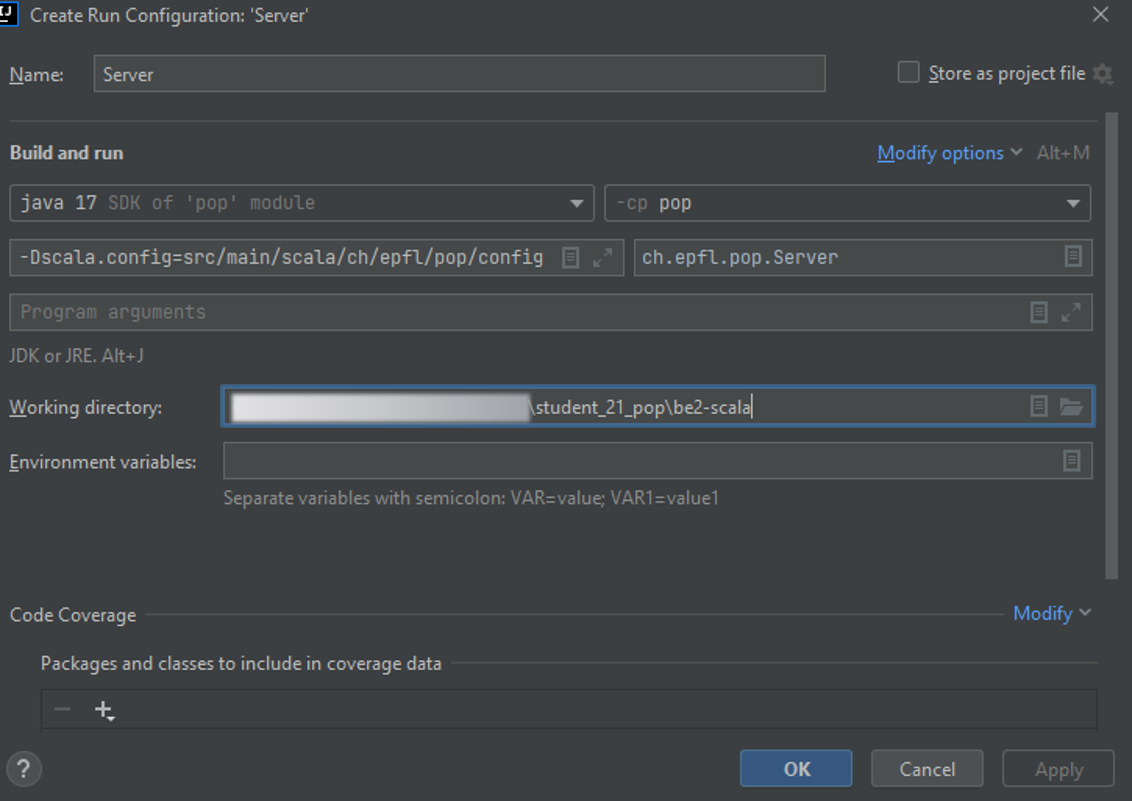 IJ Create Run Configuration: 'Server'
Name: Server Store as project file
Build and run Modify options Alt+M
java 17 SDK of 'pop' module -cp pop
-Dscala.config=src/main/scala/ch/epfl/pop/config ch.epfl.pop.Server
Program arguments
JDK or JRE. Alt+J
Working directory: \student_21_pop\be2-scala
Environment variables:
Separate variables with semicolon: VAR=value; VAR1=value1
Code Coverage Modify
Packages and classes to include in coverage data
? OK Cancel Apply